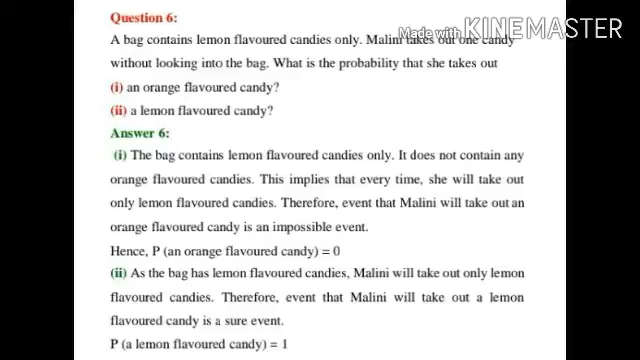 Question 6:
Made with KINEMASTER
A bag contains lemon flavoured candies only. Malini takes out one candy
without looking into the bag. What is the probability that she takes out
(i) an orange flavoured candy?
(ii) a lemon flavoured candy?
Answer 6:
(i) The bag contains lemon flavoured candies only. It does not contain any
orange flavoured candies. This implies that every time, she will take out
only lemon flavoured candies. Therefore, event that Malini will take out an
orange flavoured candy is an impossible event.
Hence, P (an orange flavoured candy) = 0
(ii) As the bag has lemon flavoured candies, Malini will take out only lemon
flavoured candies. Therefore, event that Malini will take out a lemon
flavoured candy is a sure event.
P (a lemon flavoured candy) = 1